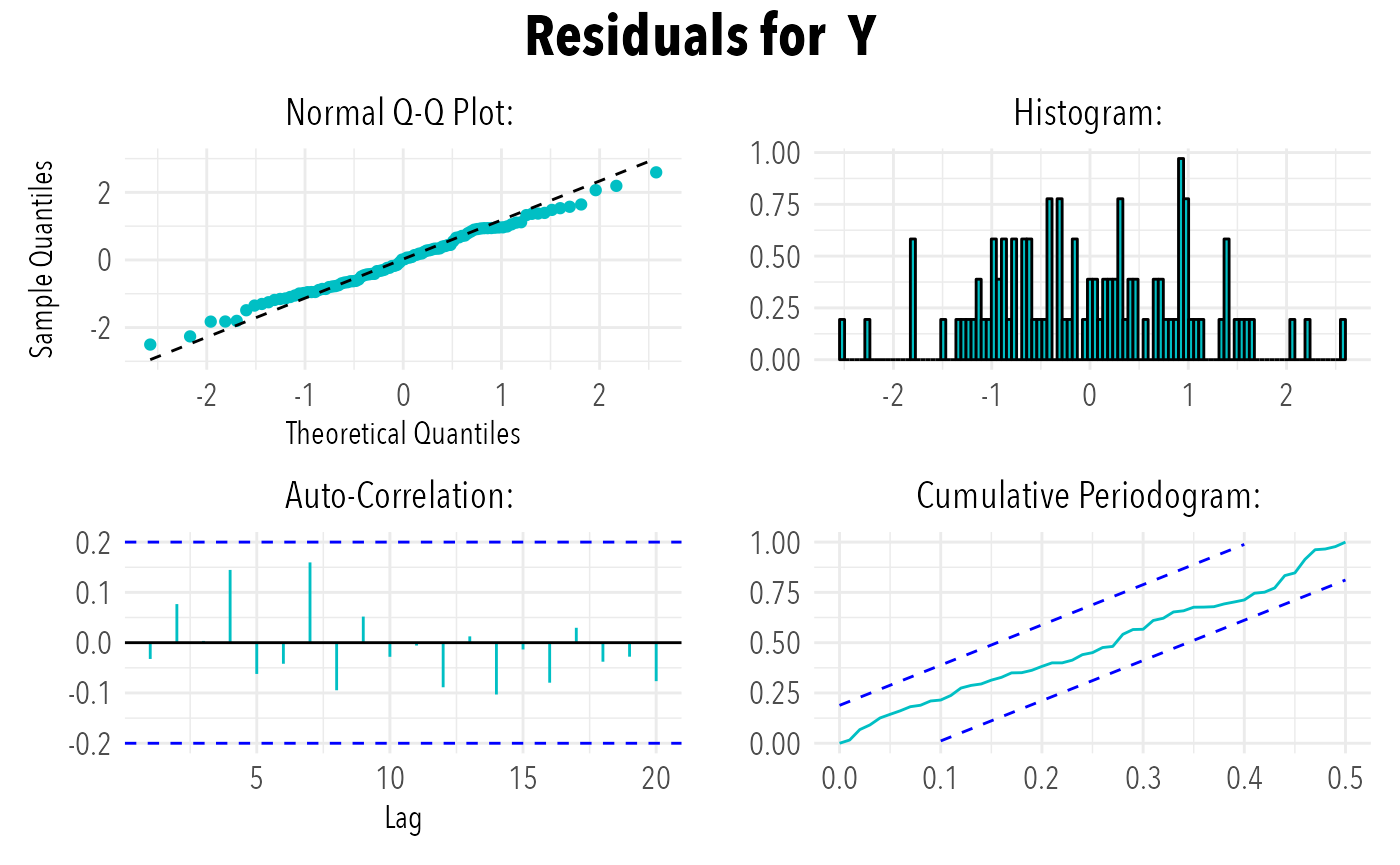 Residuals for Y
Normal Q-Q Plot:
Sample Quantiles
2
0
-2
-2 -1 0 1 2
Theoretical Quantiles
Histogram:
1.00
0.75
0.50
0.25
0.00
-2 -1 0 1 2
Auto-Correlation:
0.2
0.1
0.0
-0.1
-0.2
5 10 15 20
Lag
Cumulative Periodogram:
1.00
0.75
0.50
0.25
0.00
0.0 0.1 0.2 0.3 0.4 0.5